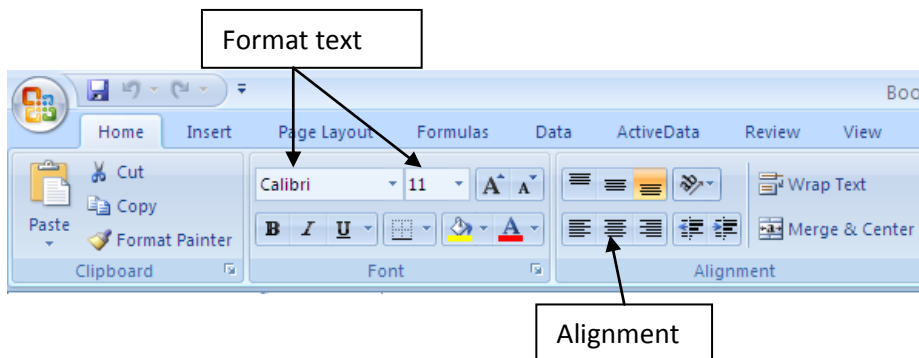 Format text
Boo
Home Insert Page Layout Formulas Data ActiveData Review View
Cut
Copy
Paste
Format Painter
Clipboard
Calibri 11 A A
B I U A
Font
Wrap Text
Merge & Center
Alignment
Alignment